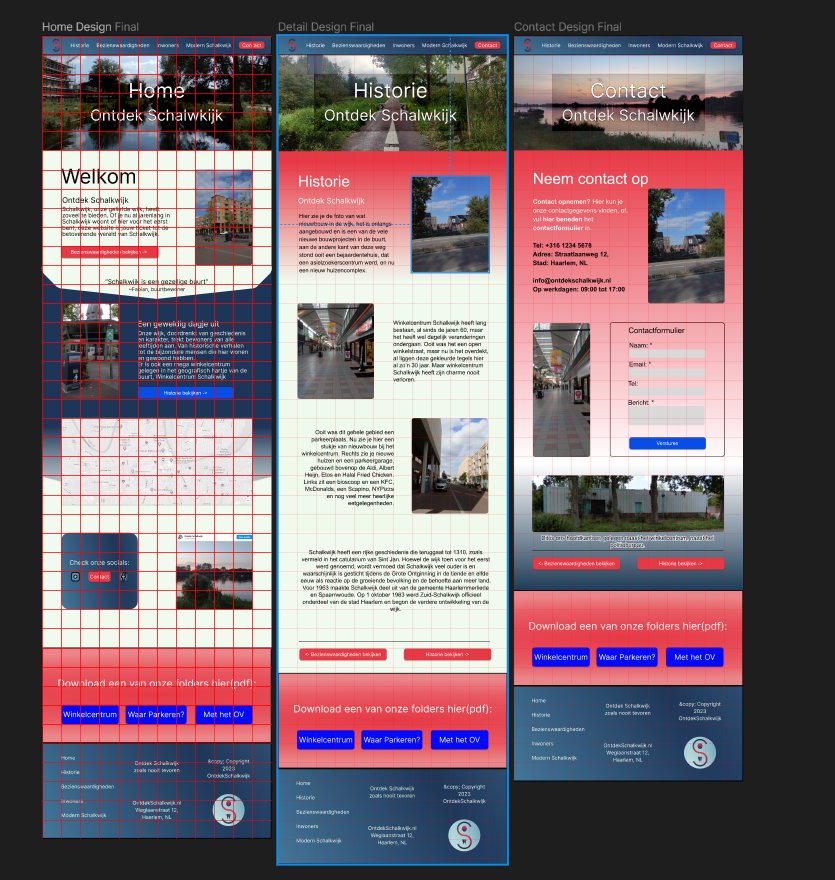 Home Design Final
Historie Bezienswaardigheden Inwoners Modern Schalkwijk Contact
Home
Ontdek Schalwkijk
Welkom
Ontdek Schalkwijk
Schalkwijk, onze geliefde wijk, heeft
zoveel te bieden. Of je nu al jarenlang in
Schalkwijk woont of hier voor het eerst
bent, deze website is jouw ticket tot de
betoverende wereld van Schalkwijk.
Bezienswaardigheden bekijken ->
"Schalkwijk is een gezellige buurt"
~Fabian, buurtbewoner
Een geweldig dagje uit
Onze wijk, doordrenkt van geschiedenis
en karakter, trekt bewoners van alle
leeftijden aan. Van historische verhalen
tot de bijzondere mensen die hier wonen
en gewoond hebben.
Er is ook een mega winkelcentrum
gelegen in het geografisch hartje van de
buurt, Winkelcentrum Schalkwijk
Historie bekijken ->
Check onze socials:
Contact
Download een van onze folders hier(pdf):
Winkelcentrum Waar Parkeren? Met het OV
Home
Historie
Bezienswaardigheden
Inwoners
Modern Schalkwijk
Ontdek Schalkwijk
zoals nooit tevoren
OntdekSchalkwijk.nl
Weglaanstraat 12,
Haarlem, NL
&copy; Copyright
2023
OntdekSchalkwijk
Detail Design Final
Historie Bezienswaardigheden Inwoners Modern Schalkwijk Contact
Historie
Ontdek Schalwkijk
Historie
Ontdek Schalkwijk
Hier zie je de foto van wat
nieuwbouw in de wijk, het is onlangs
aangebouwd en is een van de vele
nieuwe bouwprojecten in de buurt,
aan de andere kant van deze weg
stond ooit een bejaardentehuis, dat
een asielzoekerscentrum werd, en nu
een nieuw huizencomplex.
Winkelcentrum Schalkwijk heeft lang
bestaan, al sinds de jaren 60, maar
het heeft wel degelijk veranderingen
ondergaan. Ooit was het een open
winkelstraat, maar nu is het overdekt,
al liggen deze gekleurde tegels hier
al zo'n 30 jaar. Maar winkelcentrum
Schalkwijk heeft zijn charme nooit
verloren.
Ooit was dit gehele gebied een
parkeerplaats. Nu zie je hier een
stukje van nieuwbouw bij het
winkelcentrum. Rechts zie je nieuwe
huizen en een parkeergarage,
gebouwd bovenop de Aldi, Albert
Heijn, Etos en Halal Fried Chicken.
Links zit een bioscoop en een KFC,
McDonalds, een Scapino, NYPizza
en nog veel meer heerlijke
eetgelegenheden.
Schalkwijk heeft een rijke geschiedenis die teruggaat tot 1310, zoals
vermeld in het catularium van Sint Jan. Hoewel de wijk toen voor het eerst
werd genoemd, wordt vermoed dat Schalkwijk veel ouder is en
waarschijnlijk is gesticht tijdens de Grote Ontginning in de tiende en elfde
eeuw als reactie op de groeiende bevolking en de behoefte aan meer land.
Voor 1963 maakte Schalkwijk deel uit van de gemeente Haarlemmerliede
en Spaarnwoude. Op 1 oktober 1963 werd Zuid-Schalkwijk officieel
onderdeel van de stad Haarlem en begon de verdere ontwikkeling van de
wijk.
<- Bezienswaardigheden bekijken Historie bekijken ->
Download een van onze folders hier(pdf):
Winkelcentrum Waar Parkeren? Met het OV
Home
Historie
Bezienswaardigheden
Inwoners
Modern Schalkwijk
Ontdek Schalkwijk
zoals nooit tevoren
OntdekSchalkwijk.nl
Weglaanstraat 12,
Haarlem, NL
&copy; Copyright
2023
OntdekSchalkwijk
Contact Design Final
Historie Bezienswaardigheden Inwoners Modern Schalkwijk Contact
Contact
Ontdek Schalwkijk
Neem contact op
Contact opnemen? Hier kun je
onze contactgegevens vinden, of,
vul hier beneden het
contactformulier in.
Tel: +316 1234 5678
Adres: Straatlaanweg 12,
Stad: Haarlem, NL
info@ontdekschalkwijk.nl
Op werkdagen: 09:00 tot 17:00
Contactformulier
Naam: *
Email: *
Tel:
Bericht: *
Versturen
<- Bezienswaardigheden bekijken Historie bekijken ->
Download een van onze folders hier(pdf):
Winkelcentrum Waar Parkeren? Met het OV
Home
Historie
Bezienswaardigheden
Inwoners
Modern Schalkwijk
Ontdek Schalkwijk
zoals nooit tevoren
OntdekSchalkwijk.nl
Weglaanstraat 12,
Haarlem, NL
&copy; Copyright
2023
OntdekSchalkwijk